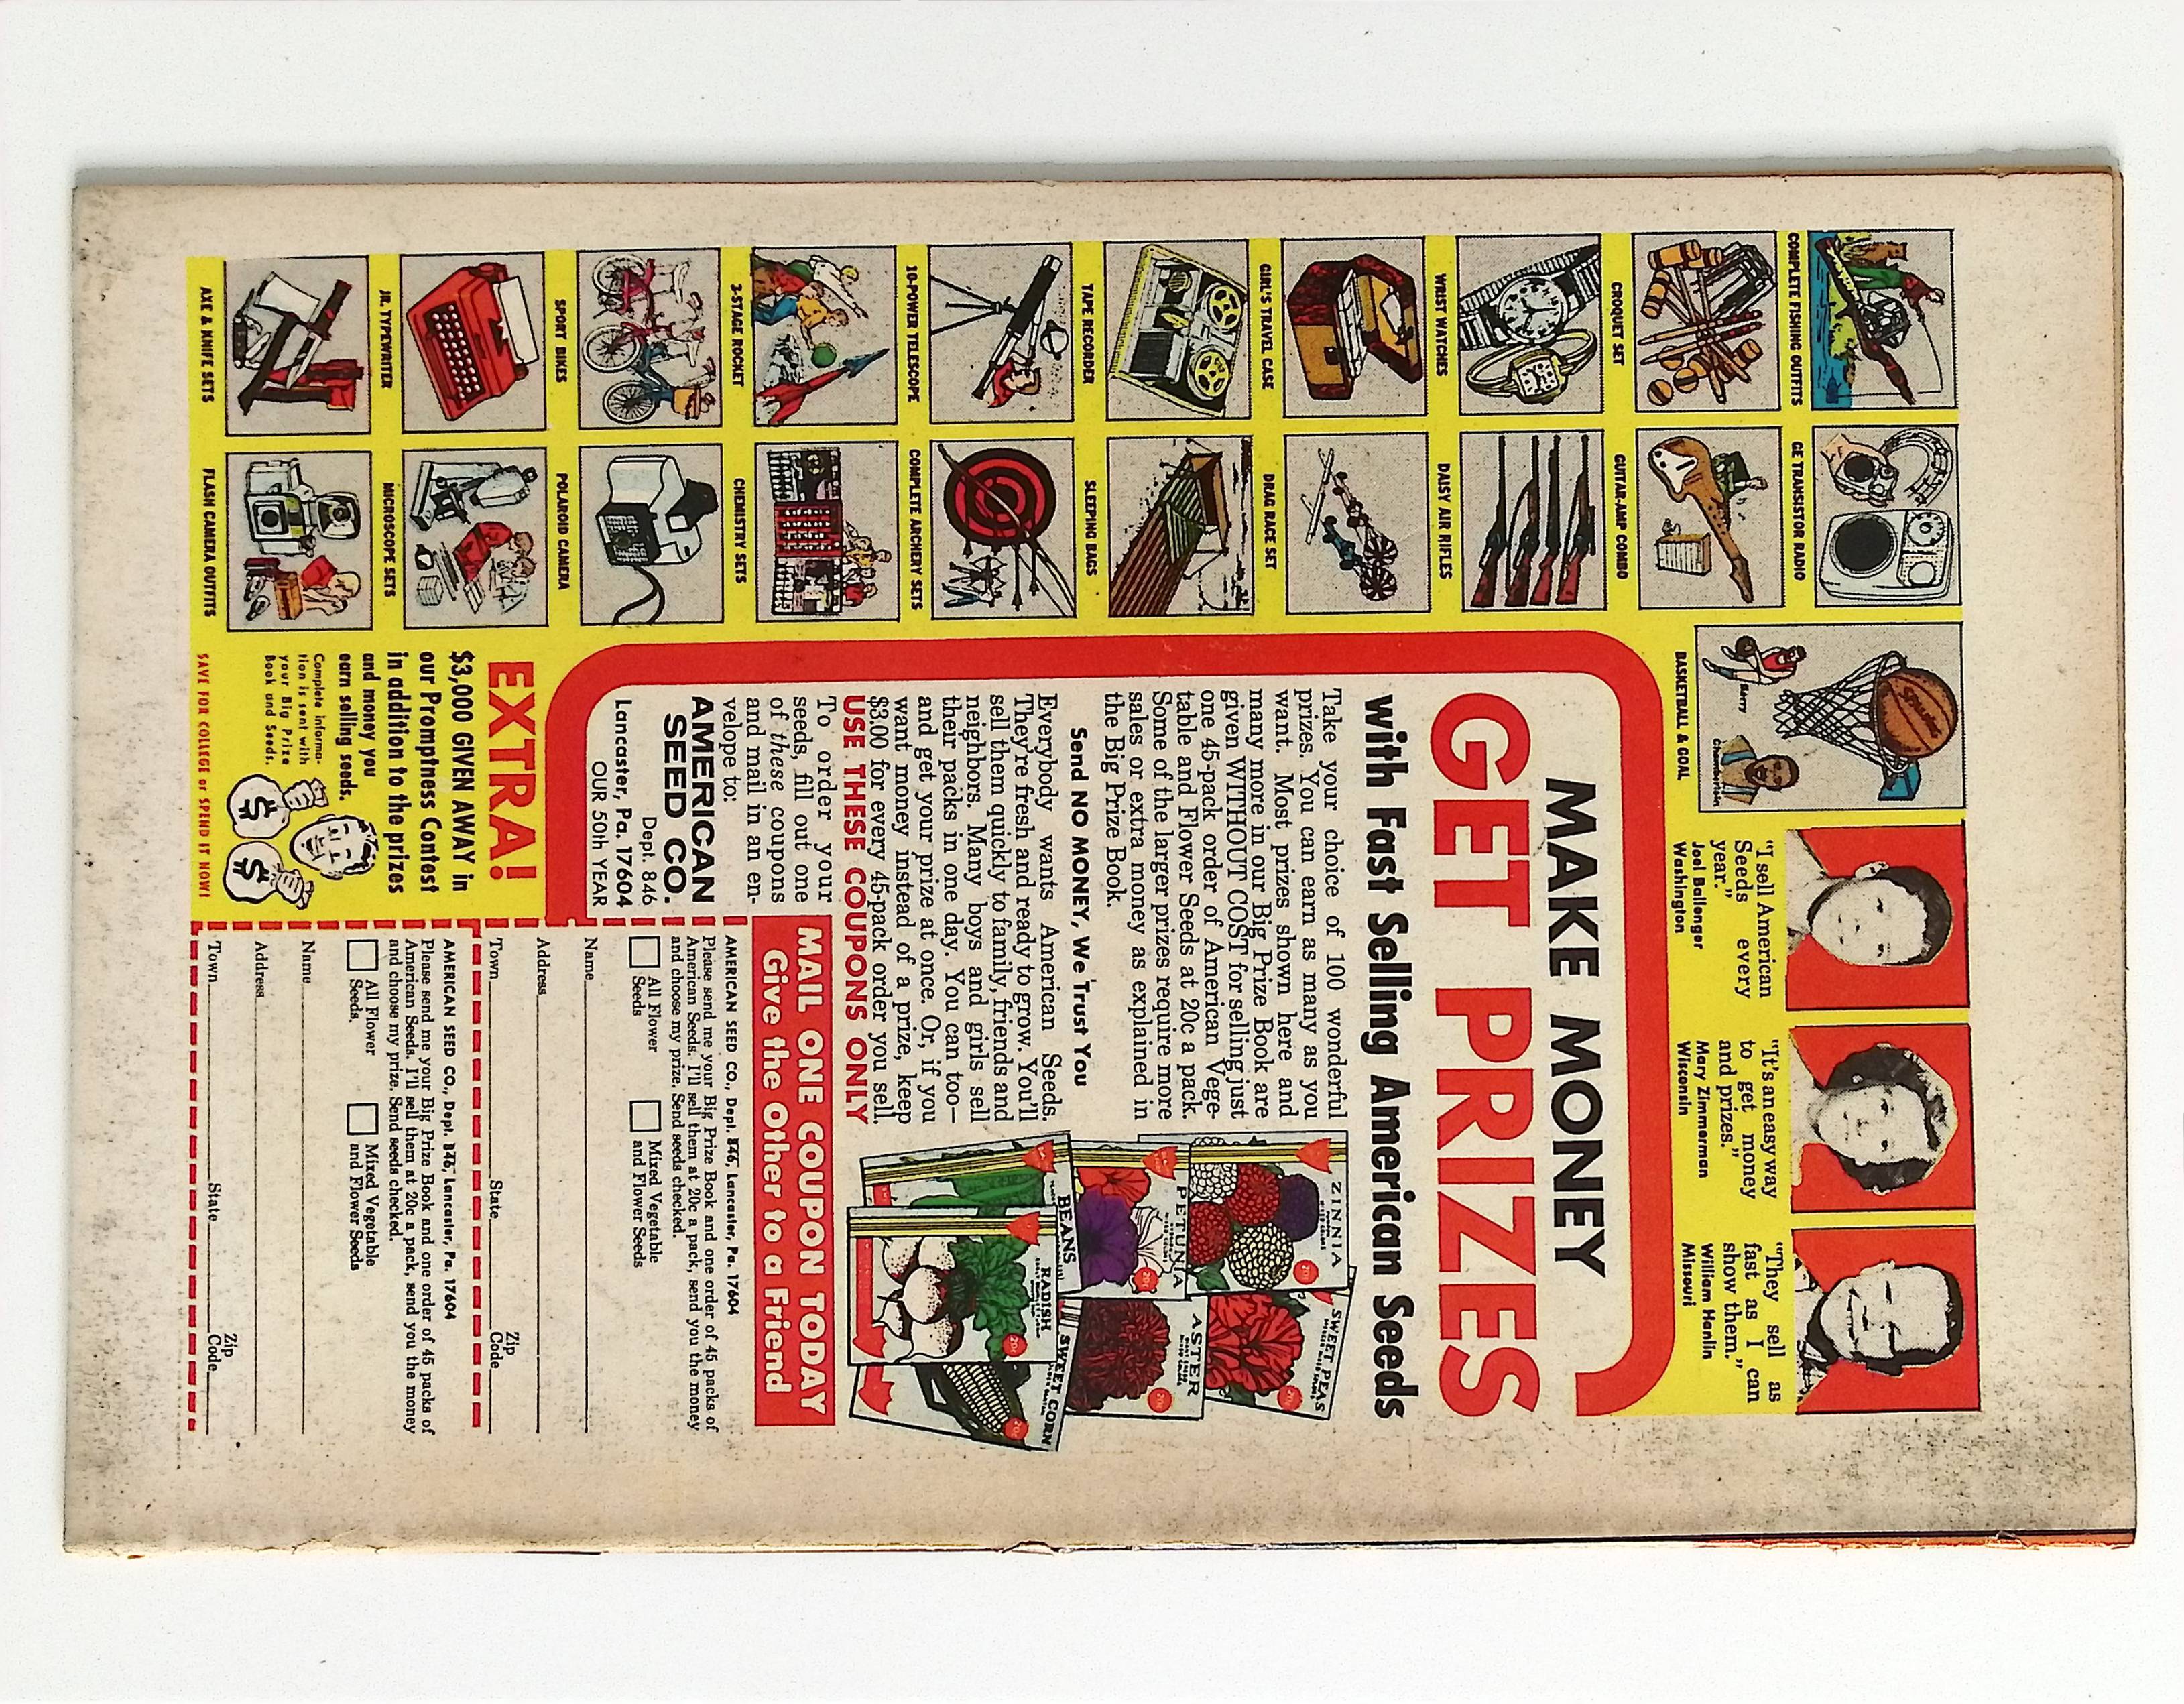 COMPLETE FISHING OUTFITS
GE TRANSISTOR RADIO
BASKETBALL & GOAL
Spalding
Barry
Chamberlain
"I sell American
Seeds every
year."
Joel Ballenger
Washington
"It's an easy way
to get money
and prizes."
Mary Zimmerman
Wisconsin
"They sell as
fast as I can
show them."
William Hanlin
Missouri
CROQUET SET
GUITAR-AMP COMBO
WRIST WATCHES
DAISY AIR RIFLES
GIRL'S TRAVEL CASE
DRAG RACE SET
TAPE RECORDER
SLEEPING BAGS
10-POWER TELESCOPE
COMPLETE ARCHERY SETS
2-STAGE ROCKET
CHEMISTRY SETS
SPORT BIKES
POLAROID CAMERA
JR. TYPEWRITER
MICROSCOPE SETS
AXE & KNIFE SETS
FLASH CAMERA OUTFITS
MAKE MONEY
GET PRIZES
with Fast Selling American Seeds
Take your choice of 100 wonderful
prizes. You can earn as many as you
want. Most prizes shown here and
many more in our Big Prize Book are
given WITHOUT COST for selling just
one 45-pack order of American Vege-
table and Flower Seeds at 20c a pack.
Some of the larger prizes require more
sales or extra money as explained in
the Big Prize Book.
Send NO MONEY, We Trust You
Everybody wants American Seeds.
They're fresh and ready to grow. You'll
sell them quickly to family, friends and
neighbors. Many boys and girls sell
their packs in one day. You can too—
and get your prize at once. Or, if you
want money instead of a prize, keep
$3.00 for every 45-pack order you sell.
USE THESE COUPONS ONLY
To order your
seeds, fill out one
of these coupons
and mail in an en-
velope to:
AMERICAN
SEED CO.
Dept. 846
Lancaster, Pa. 17604
OUR 50th YEAR
ZINNIA
20¢
SWEET PEAS
20¢
PETUNIA
20¢
ASTER
20¢
BEANS
RADISH
20¢
SWEET CORN
20¢
EXTRA!
$3,000 GIVEN AWAY in
our Promptness Contest
in addition to the prizes
and money you
earn selling seeds.
Complete informa-
tion is sent with
your Big Prize
Book and Seeds.
$
$
SAVE FOR COLLEGE or SPEND IT NOW!
MAIL ONE COUPON TODAY
Give the Other to a Friend
AMERICAN SEED CO., Dept. 846, Lancaster, Pa. 17604
Please send me your Big Prize Book and one order of 45 packs of
American Seeds. I'll sell them at 20c a pack, send you the money
and choose my prize. Send seeds checked.
All Flower
Seeds
Mixed Vegetable
and Flower Seeds
Name
Address
Town State Zip
Code
AMERICAN SEED CO., Dept. 846, Lancaster, Pa. 17604
Please send me your Big Prize Book and one order of 45 packs of
American Seeds. I'll sell them at 20c a pack, send you the money
and choose my prize. Send seeds checked.
All Flower
Seeds.
Mixed Vegetable
and Flower Seeds
Name
Address
Town State Zip
Code